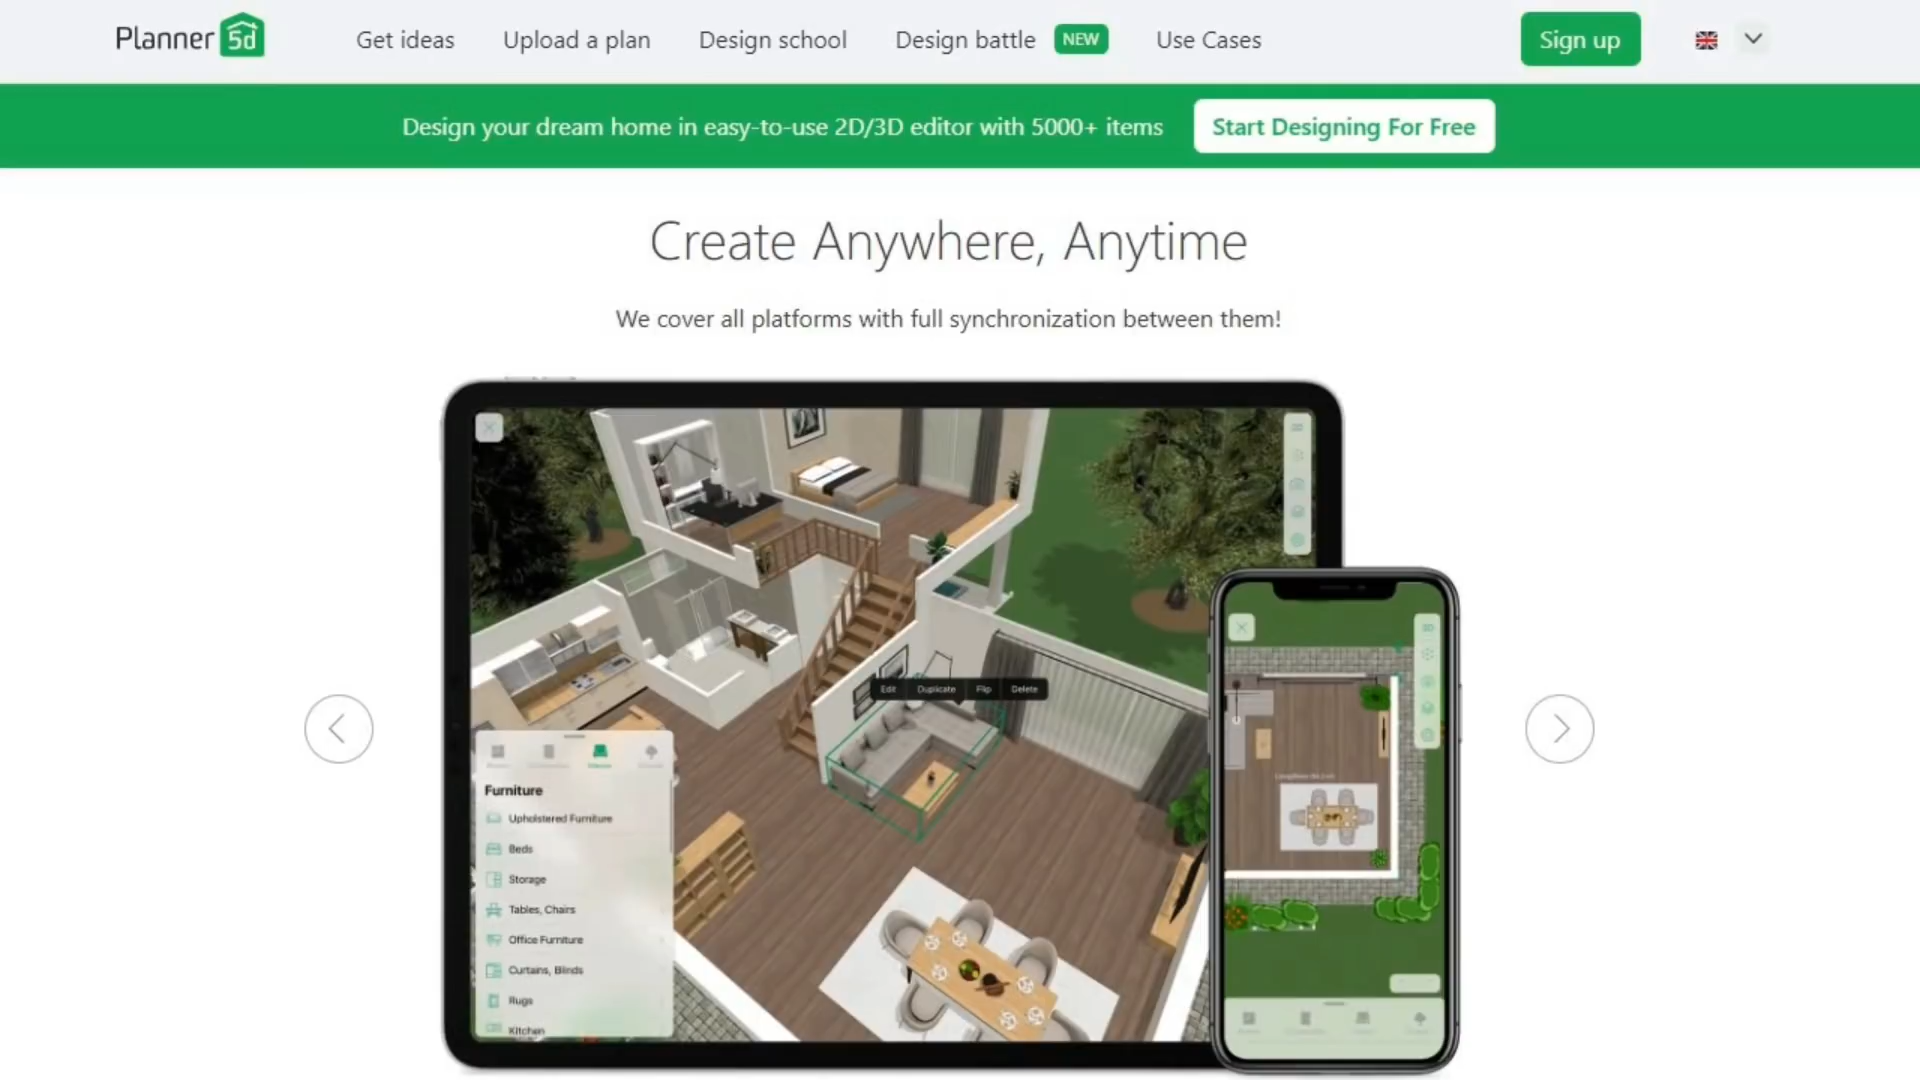 Planner 5d
Get ideas
Upload a plan
Design school
Design battle NEW
Use Cases
Sign up
Design your dream home in easy-to-use 2D/3D editor with 5000+ items
Start Designing For Free
Create Anywhere, Anytime
We cover all platforms with full synchronization between them!
Edit Duplicate Flip Delete
Furniture
Upholstered Furniture
Beds
Storage
Tables, Chairs
Office Furniture
Curtains, Blinds
Rugs
Kitchen